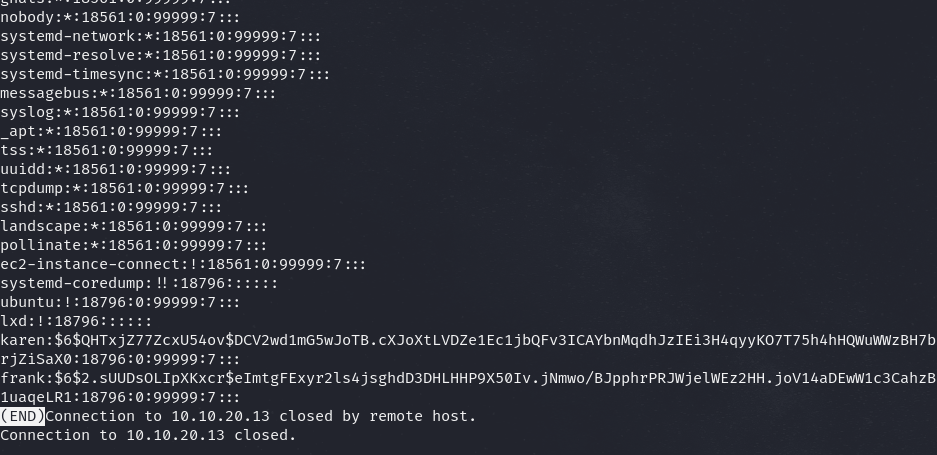 gnats:*:18561:0:99999:7:::
nobody:*:18561:0:99999:7:::
systemd-network:*:18561:0:99999:7:::
systemd-resolve:*:18561:0:99999:7:::
systemd-timesync:*:18561:0:99999:7:::
messagebus:*:18561:0:99999:7:::
syslog:*:18561:0:99999:7:::
_apt:*:18561:0:99999:7:::
tss:*:18561:0:99999:7:::
uuidd:*:18561:0:99999:7:::
tcpdump:*:18561:0:99999:7:::
sshd:*:18561:0:99999:7:::
landscape:*:18561:0:99999:7:::
pollinate:*:18561:0:99999:7:::
ec2-instance-connect:!:18561:0:99999:7:::
systemd-coredump:!!:18796::::::
ubuntu:!:18796:0:99999:7:::
lxd:!:18796::::::
karen:$6$QHTxjZ77ZcxU54ov$DCV2wd1mG5wJoTB.cXJoXtLVDZe1Ec1jbQFv3ICAYbnMqdhJzIEi3H4qyyKO7T75h4hHQWuWWzBH7b
rjZiSaX0:18796:0:99999:7:::
frank:$6$2.sUUDsOLIpXKxcr$eImtgFExyr2ls4jsghdD3DHLHHP9X50Iv.jNmwo/BJpphrPRJWjelWEz2HH.joV14aDEwW1c3CahzB
1uaqeLR1:18796:0:99999:7:::
(END)Connection to 10.10.20.13 closed by remote host.
Connection to 10.10.20.13 closed.